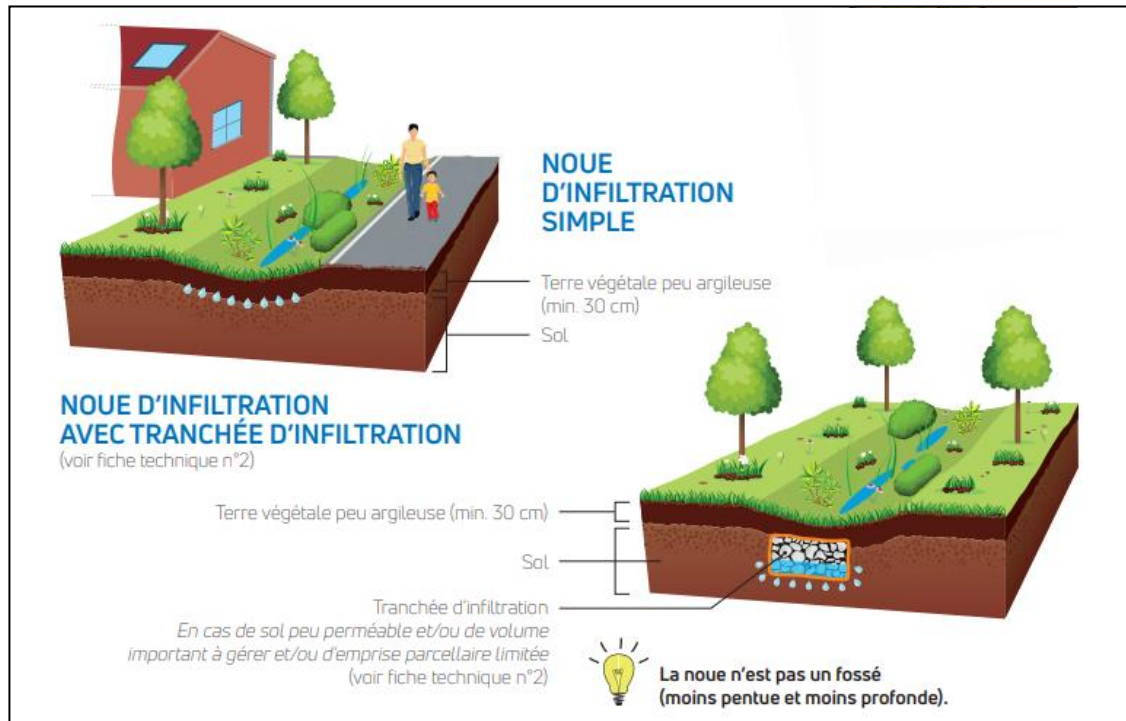 NOUE
D'INFILTRATION
SIMPLE
Terre végétale peu argileuse
(min. 30 cm)
Sol
NOUE D'INFILTRATION
AVEC TRANCHÉE D'INFILTRATION
(voir fiche technique n°2)
Terre végétale peu argileuse (min. 30 cm)
Sol
Tranchée d'infiltration
En cas de sol peu perméable et/ou de volume
important à gérer et/ou d'emprise parcellaire limitée
(voir fiche technique n°2)
La noue n'est pas un fossé
(moins pentue et moins profonde).